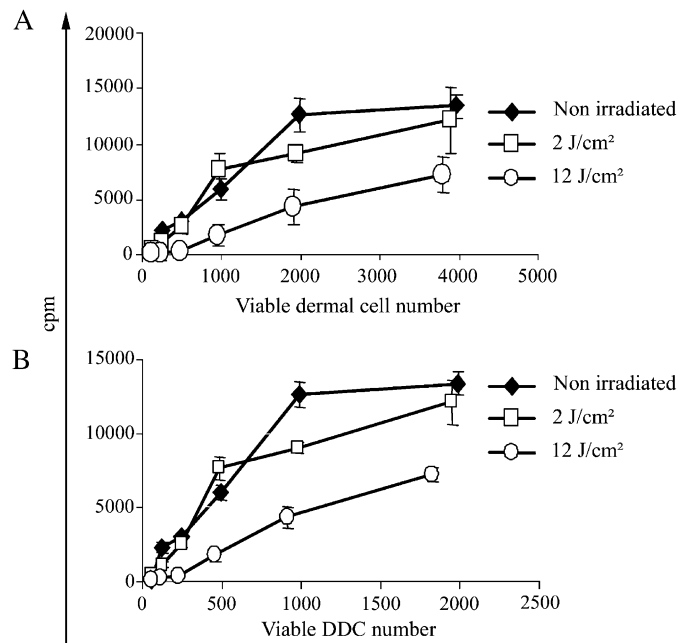 A
20000
15000
10000
5000
0
0 1000 2000 3000 4000 5000
Viable dermal cell number
Non irradiated
2 J/cm²
12 J/cm²
cpm
B
15000
10000
5000
0
0 500 1000 1500 2000 2500
Viable DDC number
Non irradiated
2 J/cm²
12 J/cm²